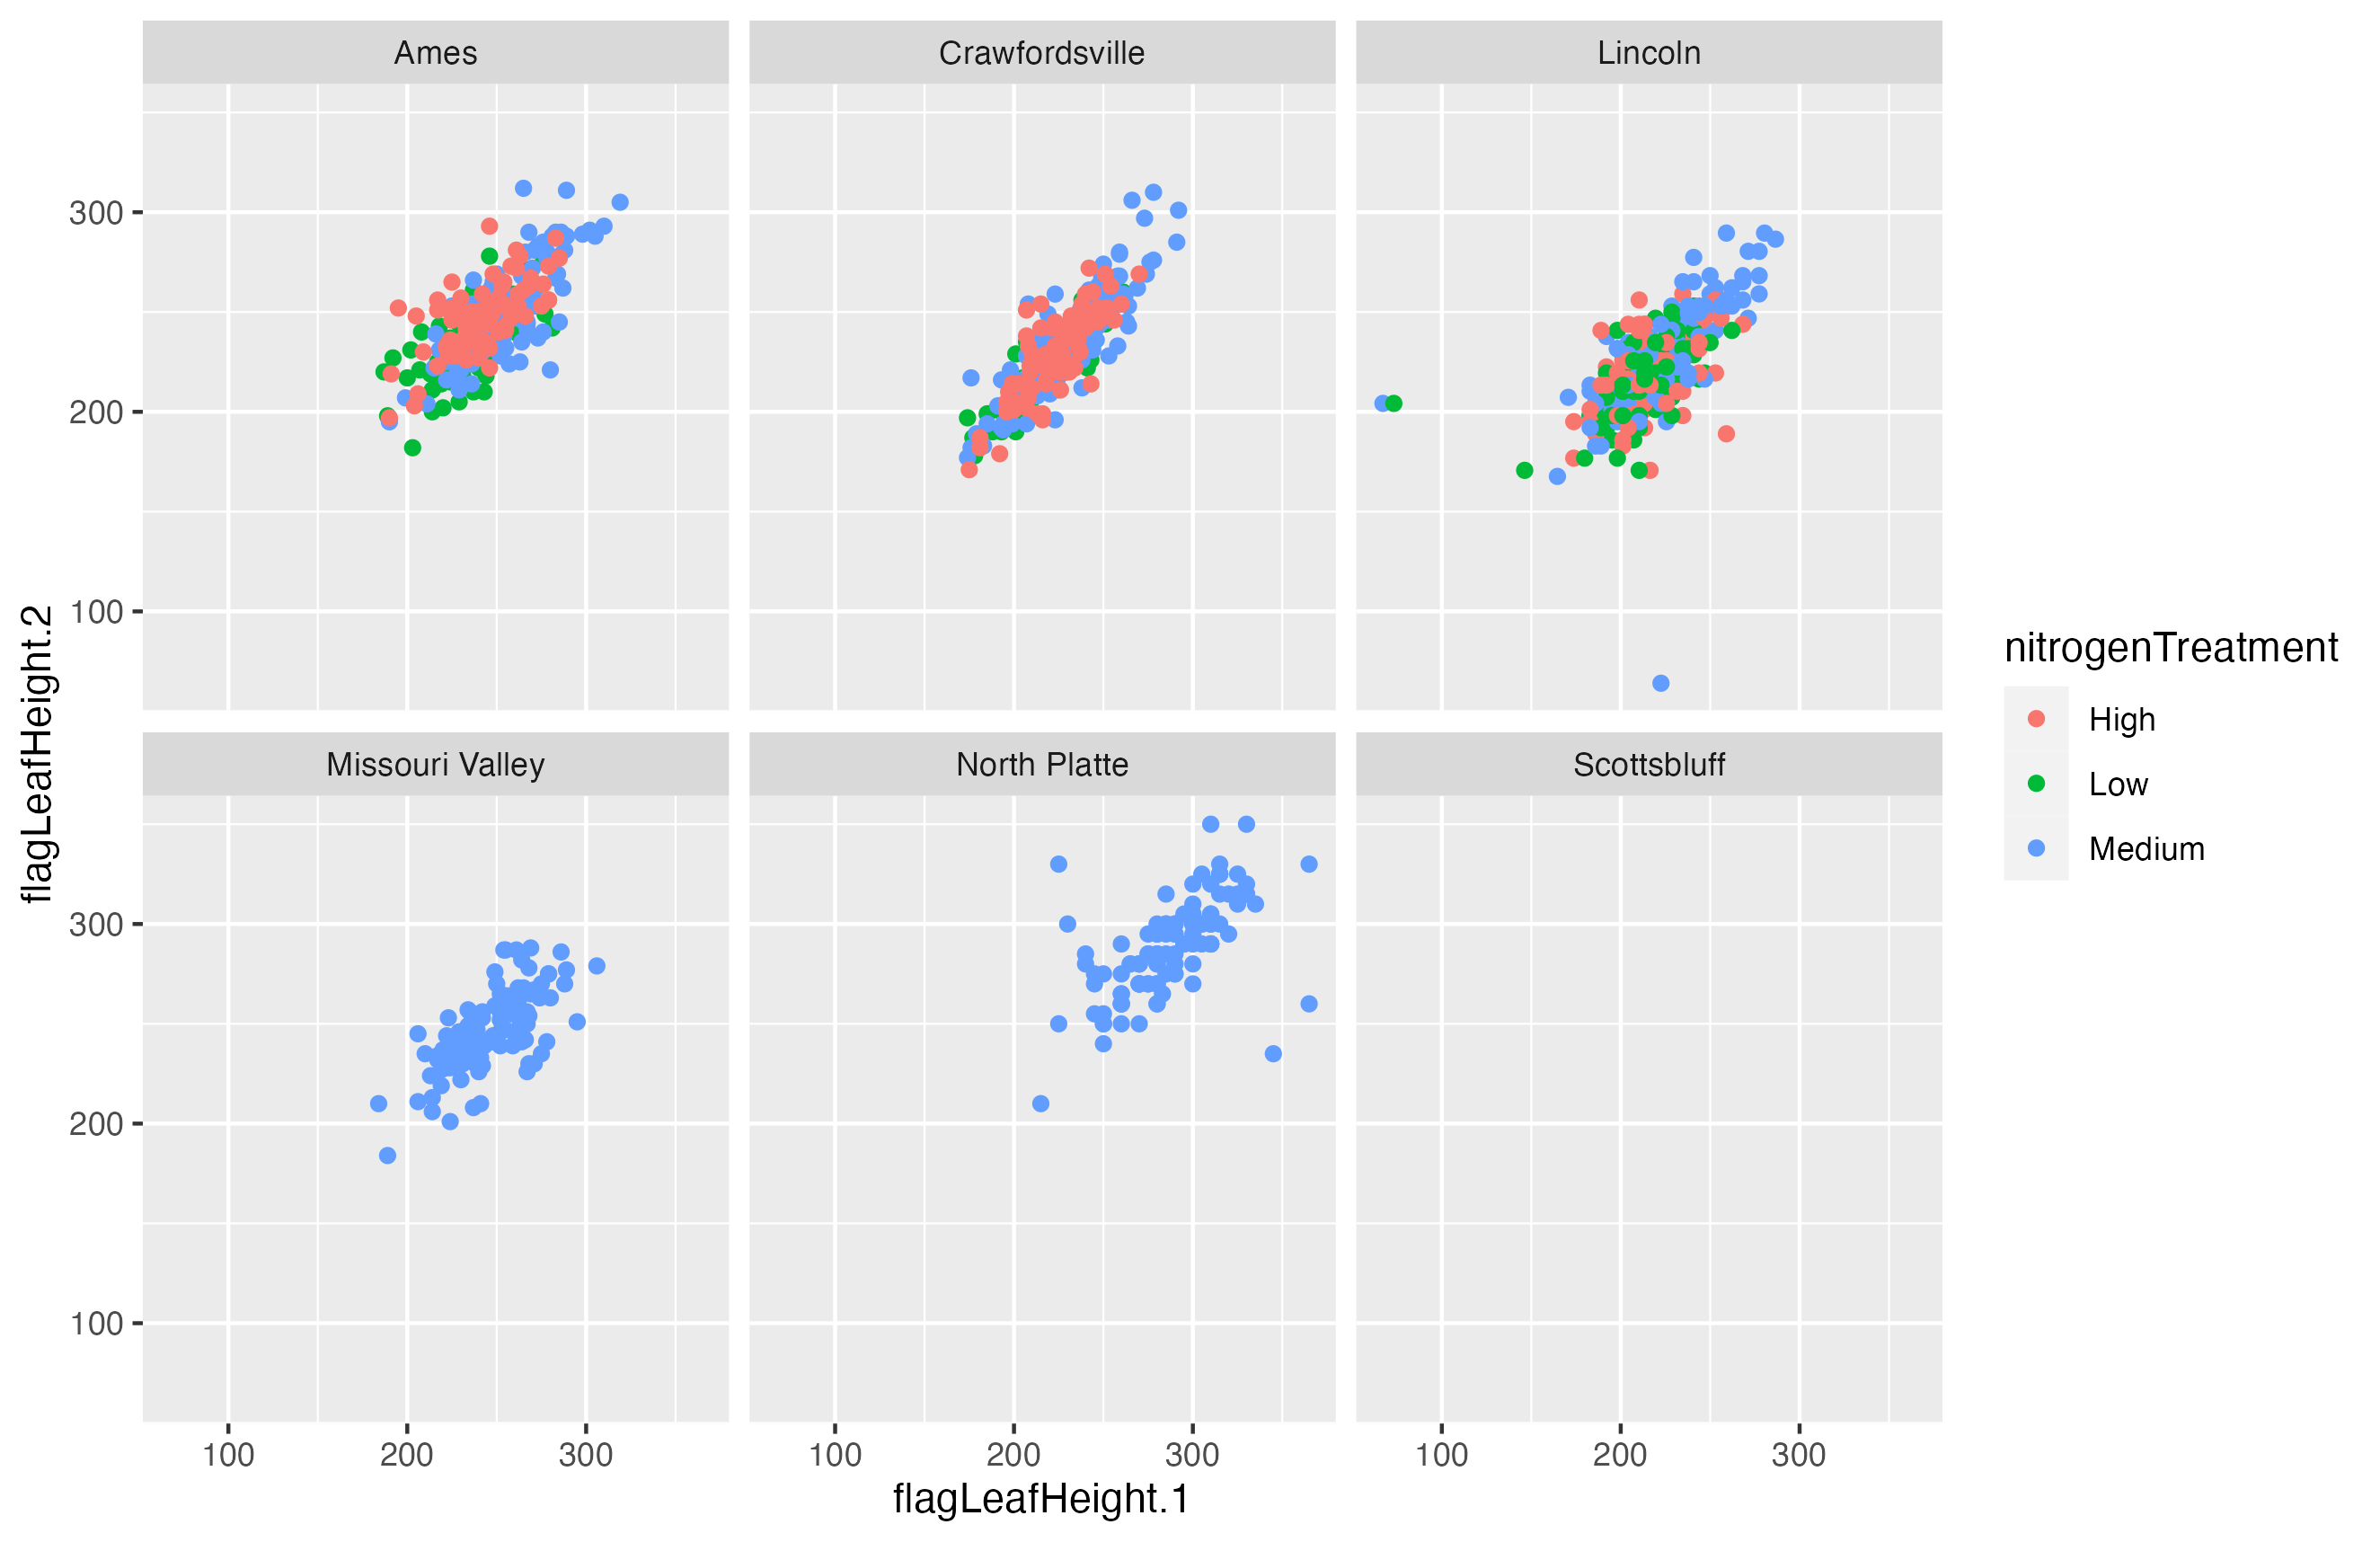 Ames
Crawfordsville
Lincoln
300
200
100
Missouri Valley
North Platte
Scottsbluff
300
200
100
100
200
300
100
200
300
100
200
300
flagLeafHeight.1
flagLeafHeight.2
nitrogenTreatment
High
Low
Medium